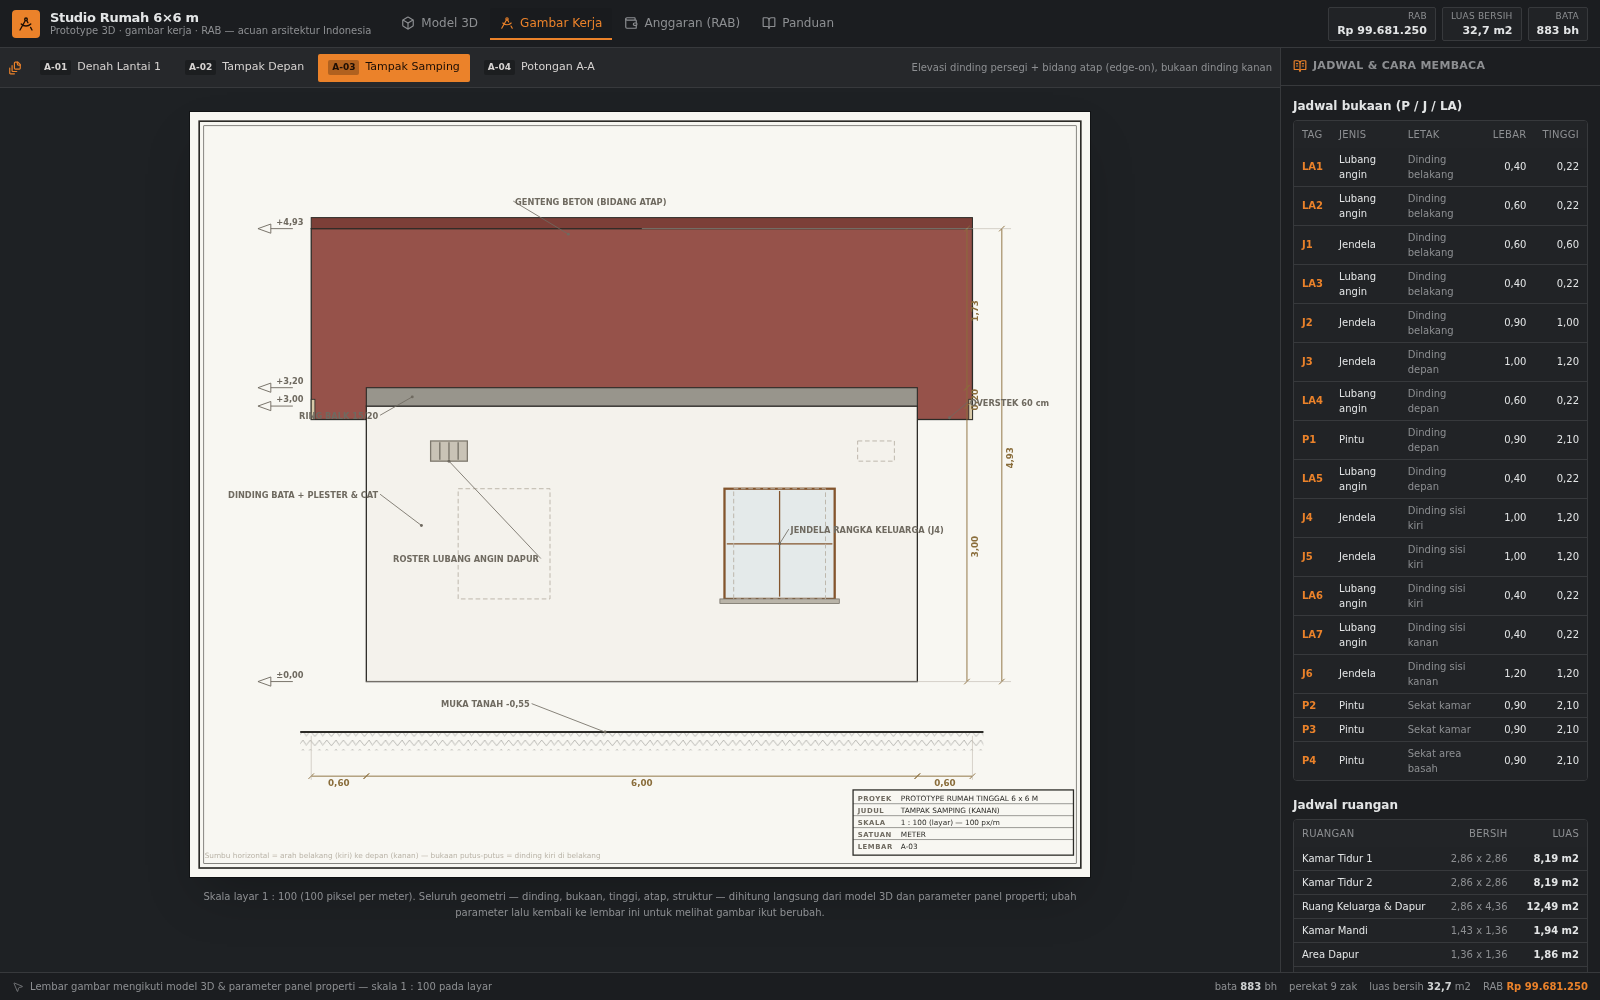 Studio Rumah 6×6 m
Prototype 3D · gambar kerja · RAB — acuan arsitektur Indonesia
Model 3D
Gambar Kerja
Anggaran (RAB)
Panduan
RAB
Rp 99.681.250
LUAS BERSIH
32,7 m2
BATA
883 bh
A-01 Denah Lantai 1
A-02 Tampak Depan
A-03 Tampak Samping
A-04 Potongan A-A
Elevasi dinding persegi + bidang atap (edge-on), bukaan dinding kanan
GENTENG BETON (BIDANG ATAP)
+4,93
1,73
+3,20
+3,00
0,20
OVERSTEK 60 cm
4,93
DINDING BATA + PLESTER & CAT
JENDELA RANGKA KELUARGA (J4)
3,00
ROSTER LUBANG ANGIN DAPUR
±0,00
MUKA TANAH -0,55
0,60
6,00
0,60
PROYEK PROTOTYPE RUMAH TINGGAL 6 x 6 M
JUDUL TAMPAK SAMPING (KANAN)
SKALA 1 : 100 (layar) — 100 px/m
SATUAN METER
LEMBAR A-03
Sumbu horizontal = arah belakang (kiri) ke depan (kanan) — bukaan putus-putus = dinding kiri di belakang
Skala layar 1 : 100 (100 piksel per meter). Seluruh geometri — dinding, bukaan, tinggi, atap, struktur — dihitung langsung dari model 3D dan parameter panel properti; ubah
parameter lalu kembali ke lembar ini untuk melihat gambar ikut berubah.
JADWAL & CARA MEMBACA
Jadwal bukaan (P / J / LA)
TAG JENIS LETAK LEBAR TINGGI
LA1 Lubang angin Dinding belakang 0,40 0,22
LA2 Lubang angin Dinding belakang 0,60 0,22
J1 Jendela Dinding belakang 0,60 0,60
LA3 Lubang angin Dinding belakang 0,40 0,22
J2 Jendela Dinding belakang 0,90 1,00
J3 Jendela Dinding depan 1,00 1,20
LA4 Lubang angin Dinding depan 0,60 0,22
P1 Pintu Dinding depan 0,90 2,10
LA5 Lubang angin Dinding depan 0,40 0,22
J4 Jendela Dinding sisi kiri 1,00 1,20
J5 Jendela Dinding sisi kiri 1,00 1,20
LA6 Lubang angin Dinding sisi kiri 0,40 0,22
LA7 Lubang angin Dinding sisi kanan 0,40 0,22
J6 Jendela Dinding sisi kanan 1,20 1,20
P2 Pintu Sekat kamar 0,90 2,10
P3 Pintu Sekat kamar 0,90 2,10
P4 Pintu Sekat area basah 0,90 2,10
Jadwal ruangan
RUANGAN BERSIH LUAS
Kamar Tidur 1 2,86 x 2,86 8,19 m2
Kamar Tidur 2 2,86 x 2,86 8,19 m2
Ruang Keluarga & Dapur 2,86 x 4,36 12,49 m2
Kamar Mandi 1,43 x 1,36 1,94 m2
Area Dapur 1,36 x 1,36 1,86 m2
Lembar gambar mengikuti model 3D & parameter panel properti — skala 1 : 100 pada layar
bata 883 bh perekat 9 zak luas bersih 32,7 m2 RAB Rp 99.681.250